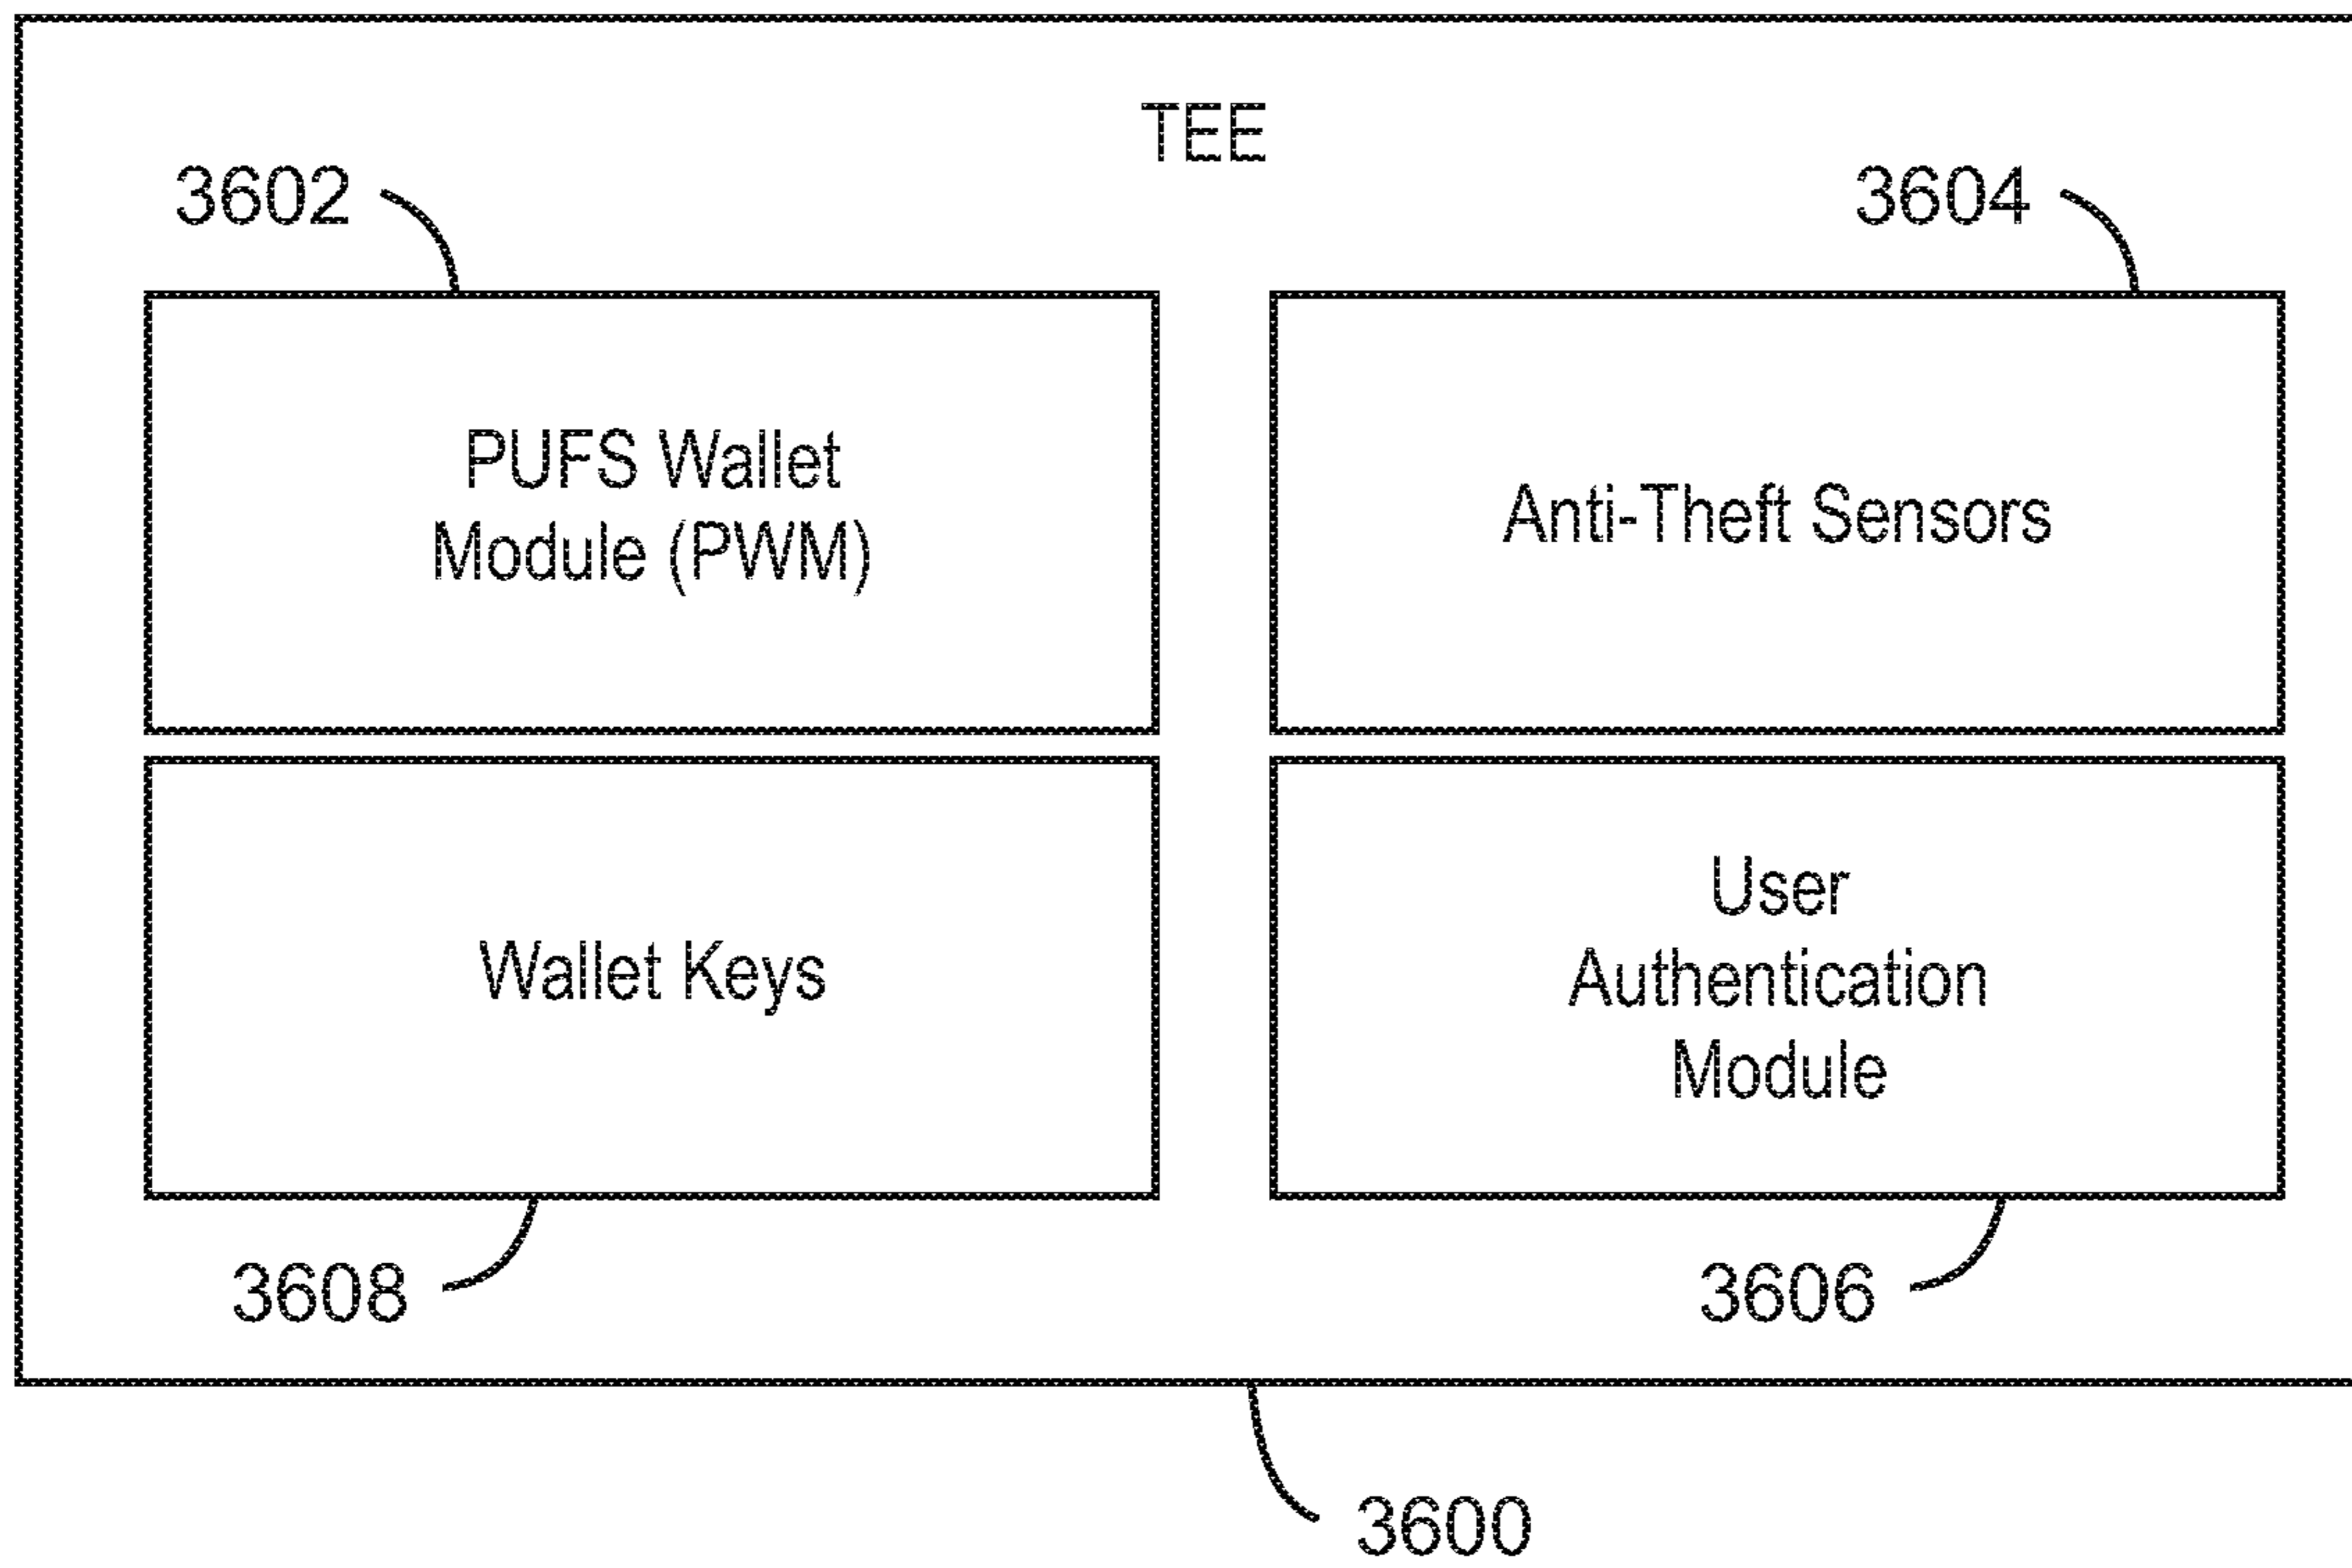 TEE
3602
3604
PUFS Wallet
Module (PWM)
Anti-Theft Sensors
Wallet Keys
User
Authentication
Module
3608
3606
3600